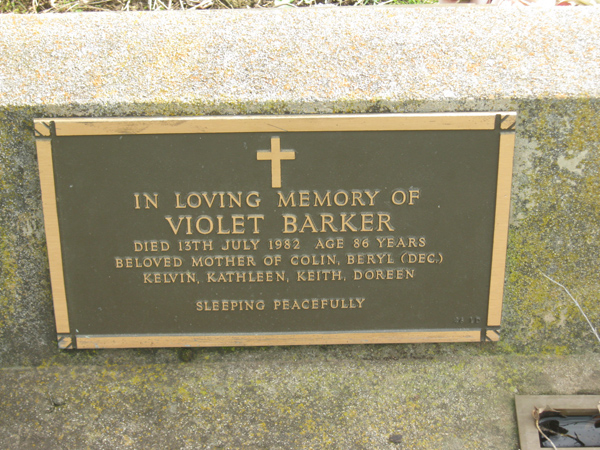 IN LOVING MEMORY OF
VIOLET BARKER
DIED 13TH JULY 1982 AGE 86 YEARS
BELOVED MOTHER OF COLIN, BERYL (DEC.)
KELVIN, KATHLEEN, KEITH, DOREEN
SLEEPING PEACEFULLY